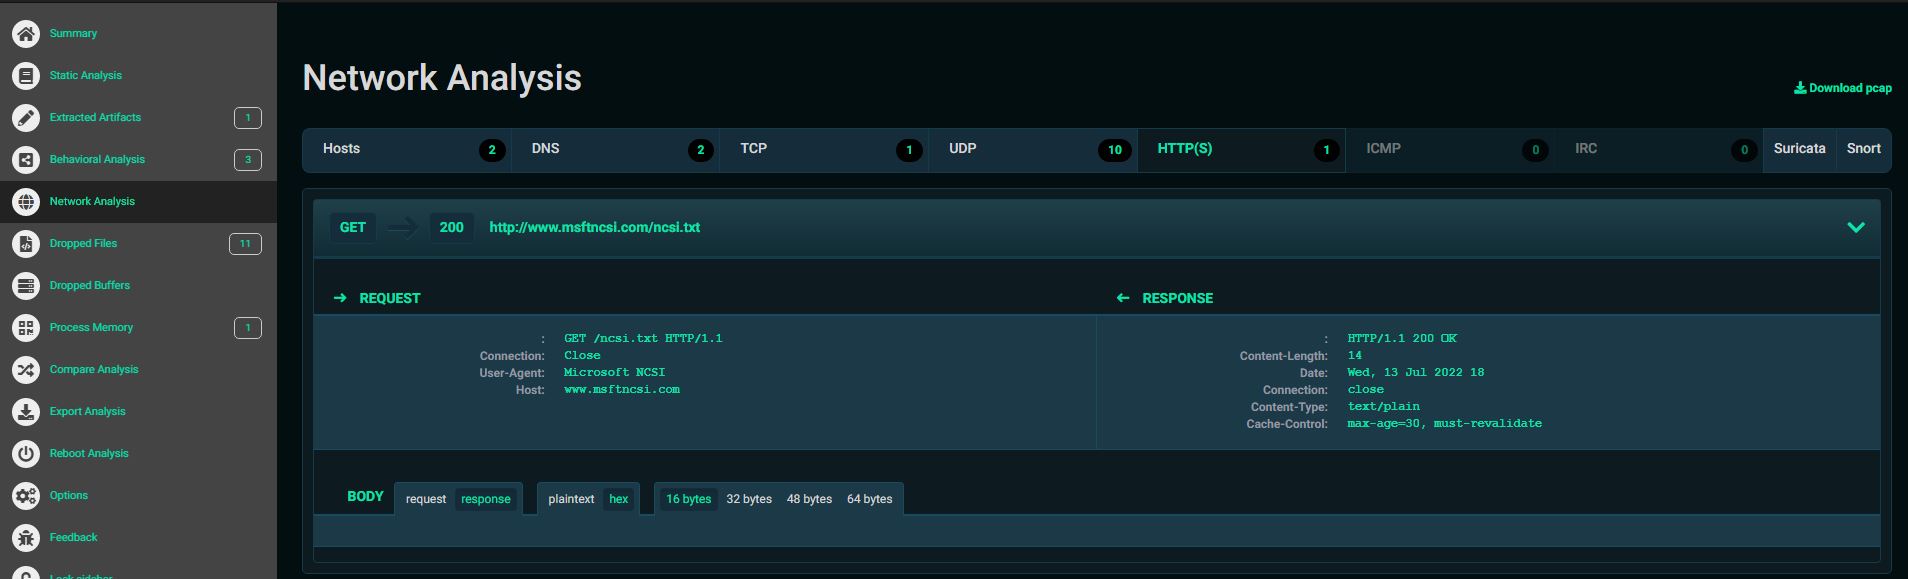 Summary
Static Analysis
Extracted Artifacts 1
Behavioral Analysis 3
Network Analysis
Dropped Files 11
Dropped Buffers
Process Memory 1
Compare Analysis
Export Analysis
Reboot Analysis
Options
Feedback
Lock sidebar
Network Analysis
Download pcap
Hosts 2 DNS 2 TCP 1 UDP 10 HTTP(S) 1 ICMP 0 IRC 0 Suricata Snort
GET 200 http://www.msftncsi.com/ncsi.txt
REQUEST
: GET /ncsi.txt HTTP/1.1
Connection: Close
User-Agent: Microsoft NCSI
Host: www.msftncsi.com
RESPONSE
: HTTP/1.1 200 OK
Content-Length: 14
Date: Wed, 13 Jul 2022 18
Connection: close
Content-Type: text/plain
Cache-Control: max-age=30, must-revalidate
BODY request response plaintext hex 16 bytes 32 bytes 48 bytes 64 bytes